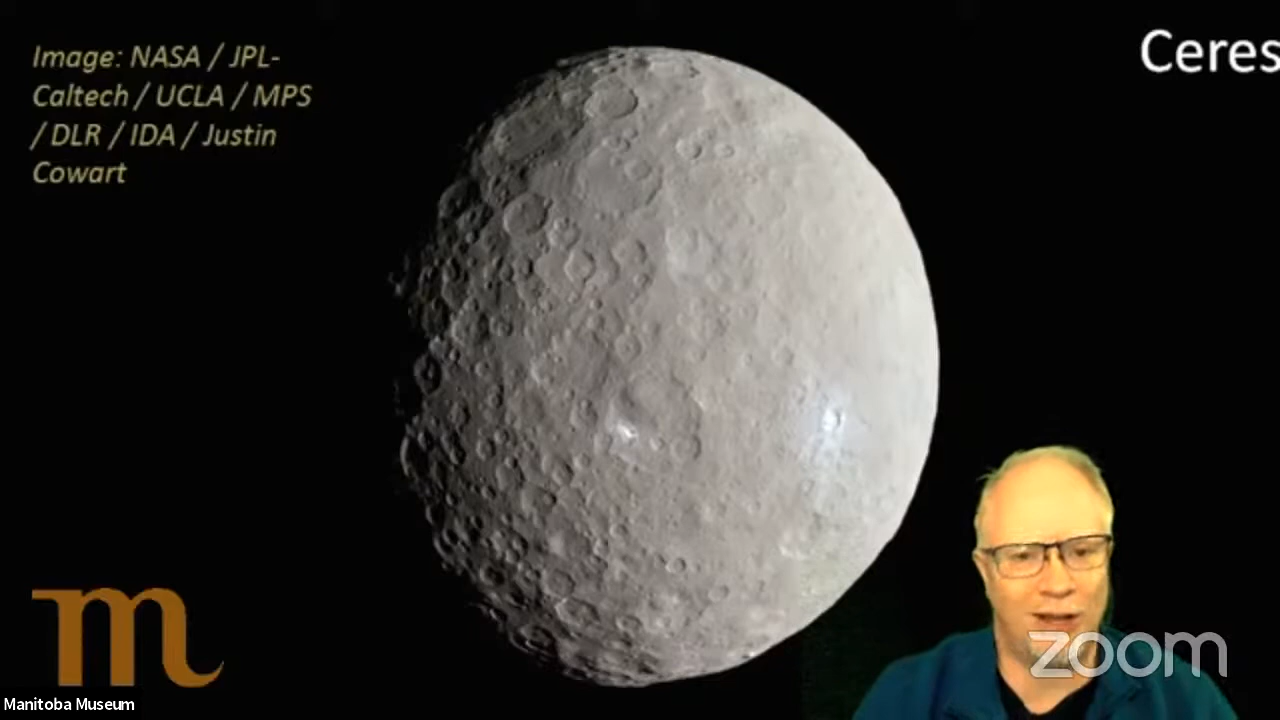 Image: NASA / JPL-
Caltech / UCLA / MPS
/ DLR / IDA / Justin
Cowart
Ceres
m
zoom
Manitoba Museum